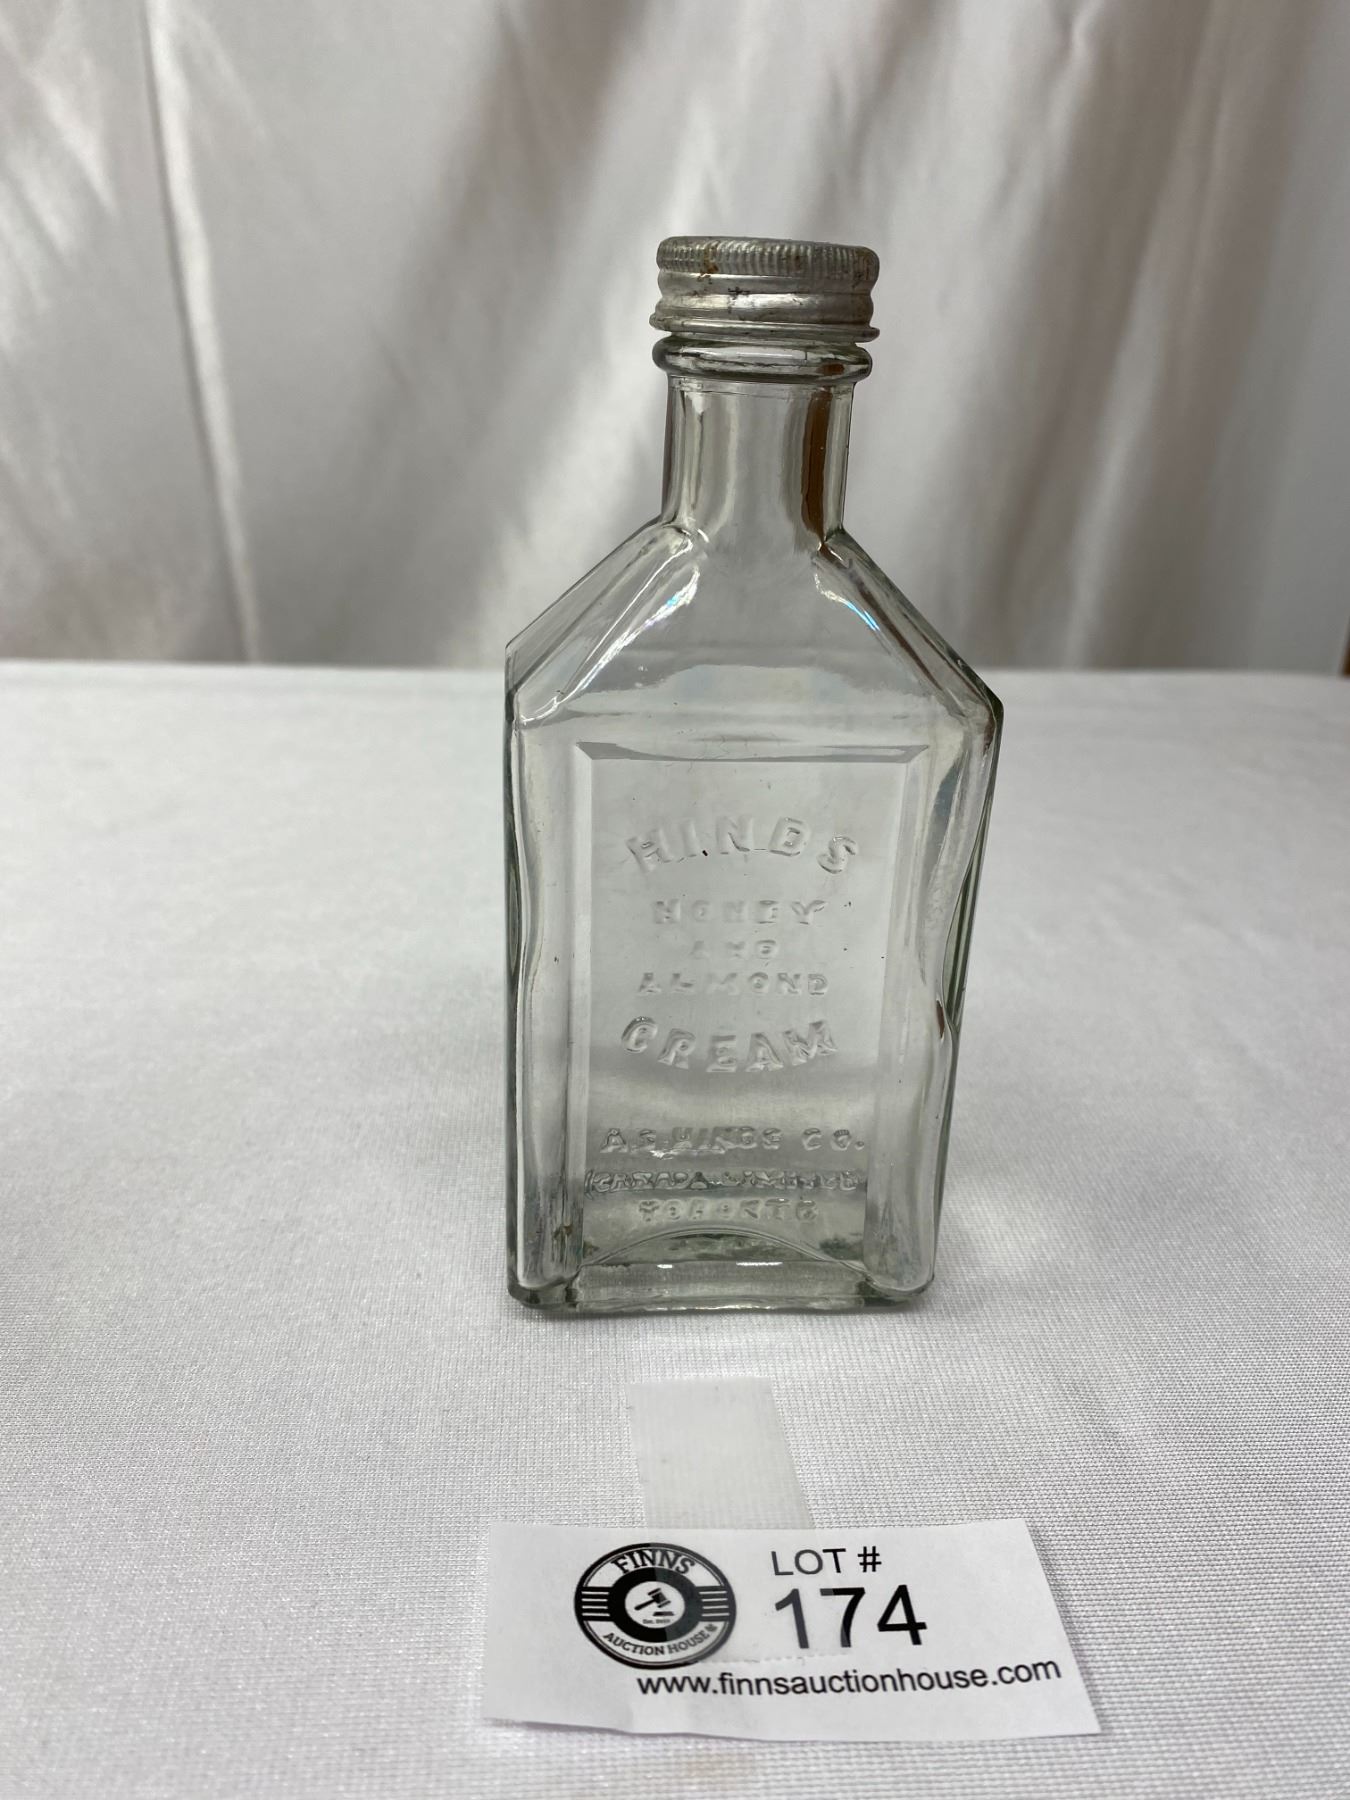 HINDS
HONEY
AND
ALMOND
CREAM
A.S. HINDS CO.
(CANADA) LIMITED
TORONTO
FINNS
AUCTION HOUSE
LOT #
174
www.finnsauctionhouse.com